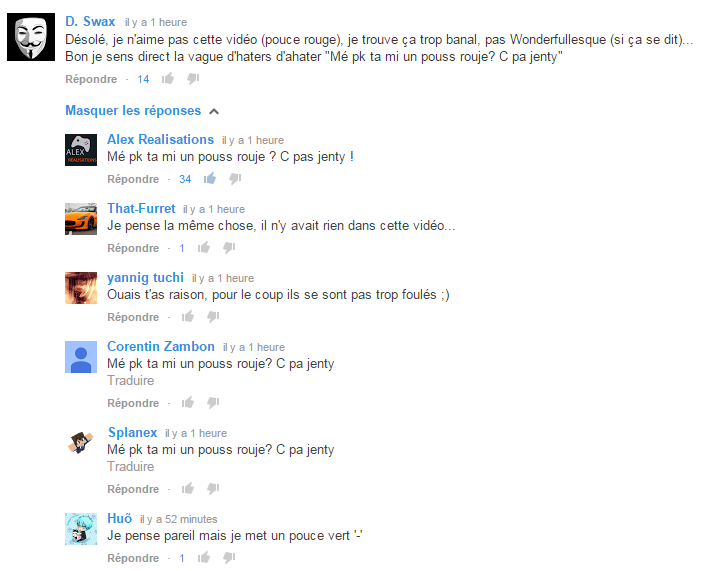 D. Swax il y a 1 heure
Désolé, je n'aime pas cette vidéo (pouce rouge), je trouve ça trop banal, pas Wonderfullesque (si ça se dit)...
Bon je sens direct la vague d'haters d'ahater "Mé pk ta mi un pouss rouje? C pa jenty"
Répondre · 14
Masquer les réponses
ALEX
REALISATIONS
Alex Realisations il y a 1 heure
Mé pk ta mi un pouss rouje ? C pas jenty !
Répondre · 34
That-Furret il y a 1 heure
Je pense la même chose, il n'y avait rien dans cette vidéo...
Répondre · 1
yannig tuchi il y a 1 heure
Ouais t'as raison, pour le coup ils se sont pas trop foulés ;)
Répondre ·
Corentin Zambon il y a 1 heure
Mé pk ta mi un pouss rouje? C pa jenty
Traduire
Répondre ·
Splanex il y a 1 heure
Mé pk ta mi un pouss rouje? C pa jenty
Traduire
Répondre ·
Huõ il y a 52 minutes
Je pense pareil mais je met un pouce vert '-'
Répondre · 1